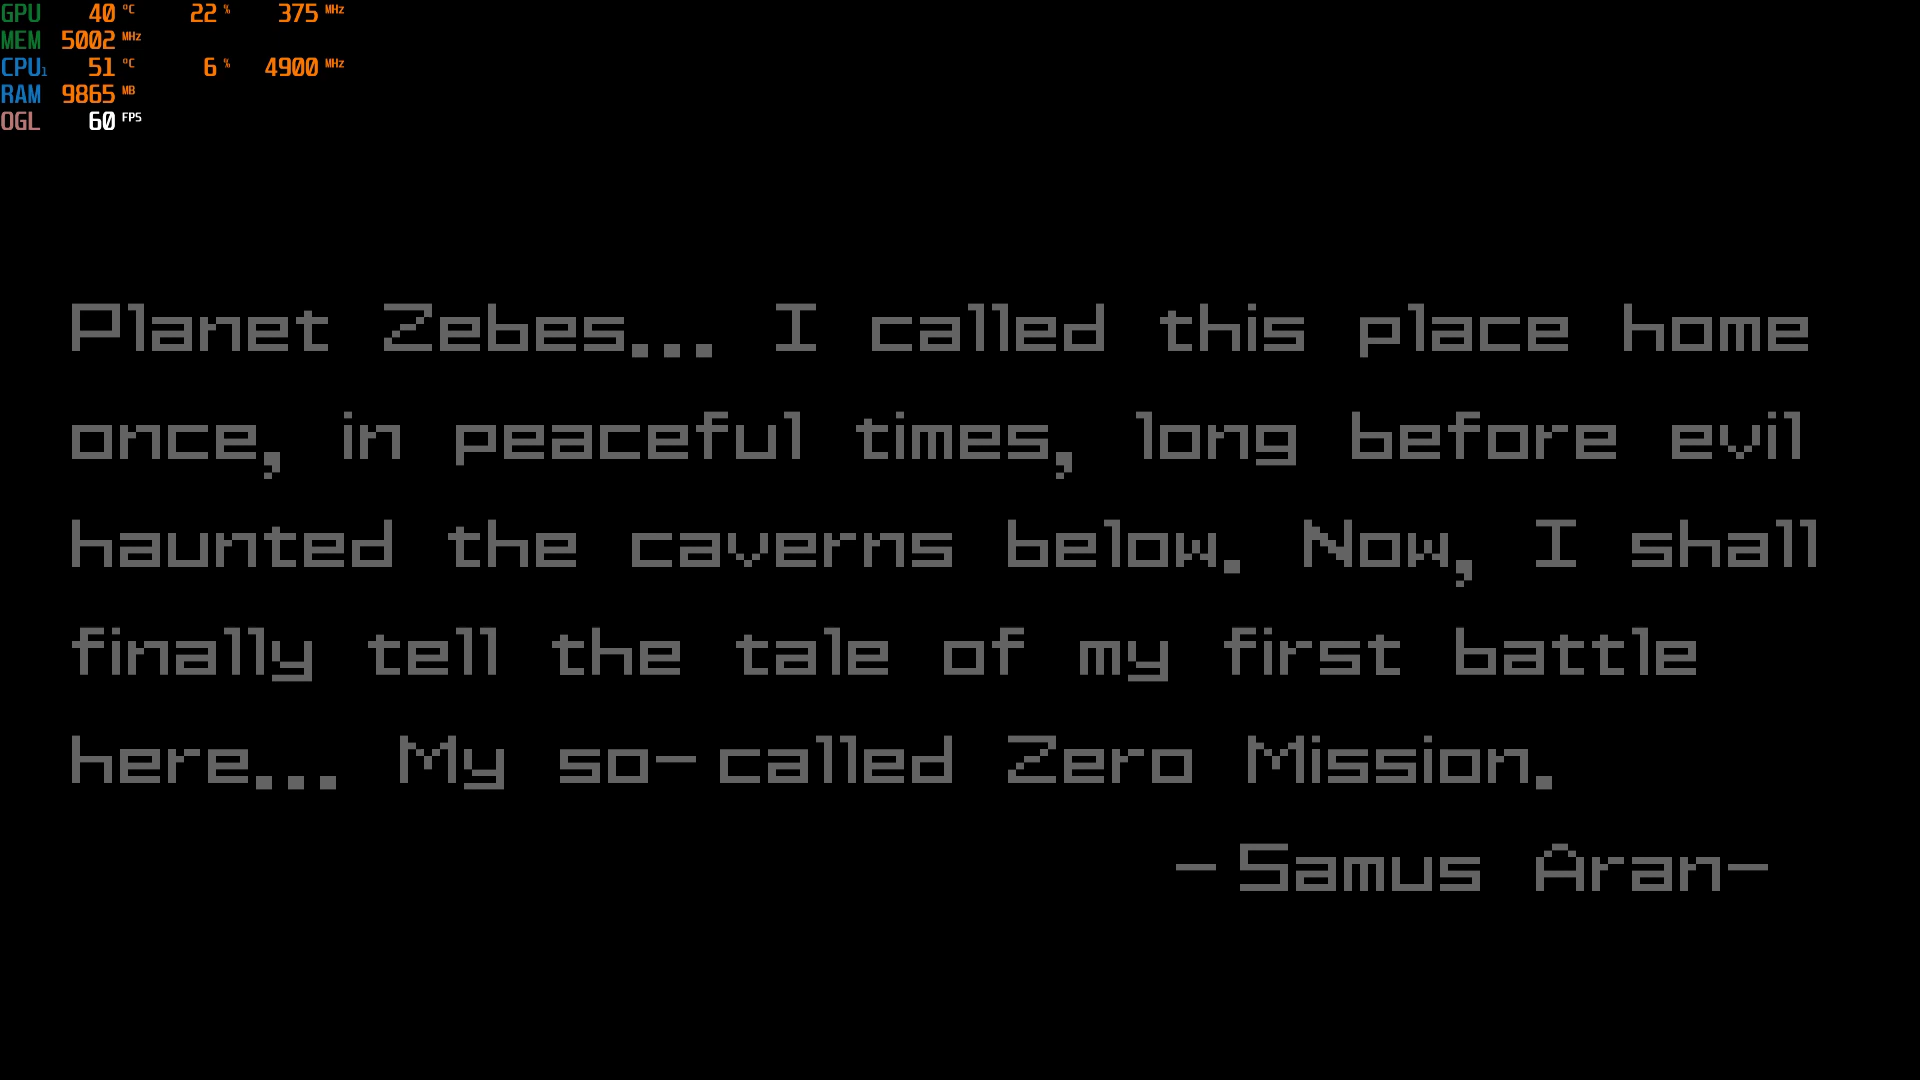 GPU 40 °C 22 % 375 MHz
MEM 5002 MHz
CPU1 51 °C 6 % 4900 MHz
RAM 9865 MB
OGL 60 FPS
Planet Zebes... I called this place home
once, in peaceful times, long before evil
haunted the caverns below. Now, I shall
finally tell the tale of my first battle
here... My so-called Zero Mission.
-Samus Aran-